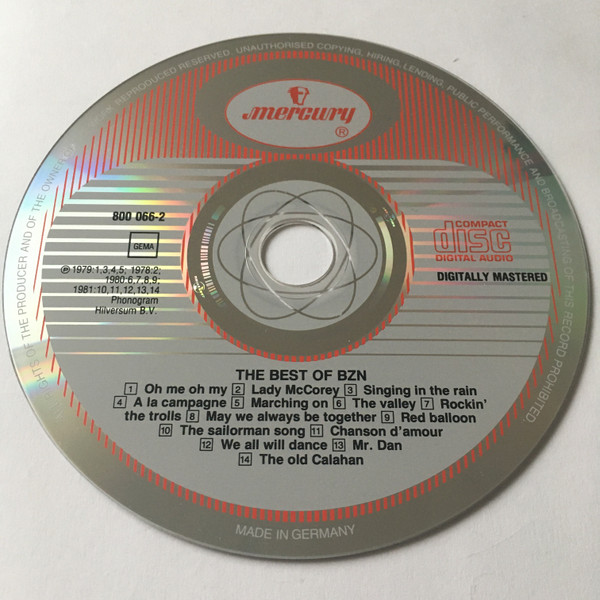 RIGHTS OF THE PRODUCER AND OF THE OWNER OF REPRODUCED RESERVED. UNAUTHORISED COPYING, HIRING, LENDING, PUBLIC PERFORMANCE AND BROADCASTING OF THIS RECORD PROHIBITED.
mercury
®
800 066-2
GEMA
℗ 1979:1,3,4,5; 1978:2;
1980:6,7,8,9;
1981:10,11,12,13,14
Phonogram
Hilversum B.V.
COMPACT
disc
DIGITAL AUDIO
DIGITALLY MASTERED
THE BEST OF BZN
1 Oh me oh my 2 Lady McCorey 3 Singing in the rain
4 A la campagne 5 Marching on 6 The valley 7 Rockin'
the trolls 8 May we always be together 9 Red balloon
10 The sailorman song 11 Chanson d'amour
12 We all will dance 13 Mr. Dan
14 The old Calahan
MADE IN GERMANY